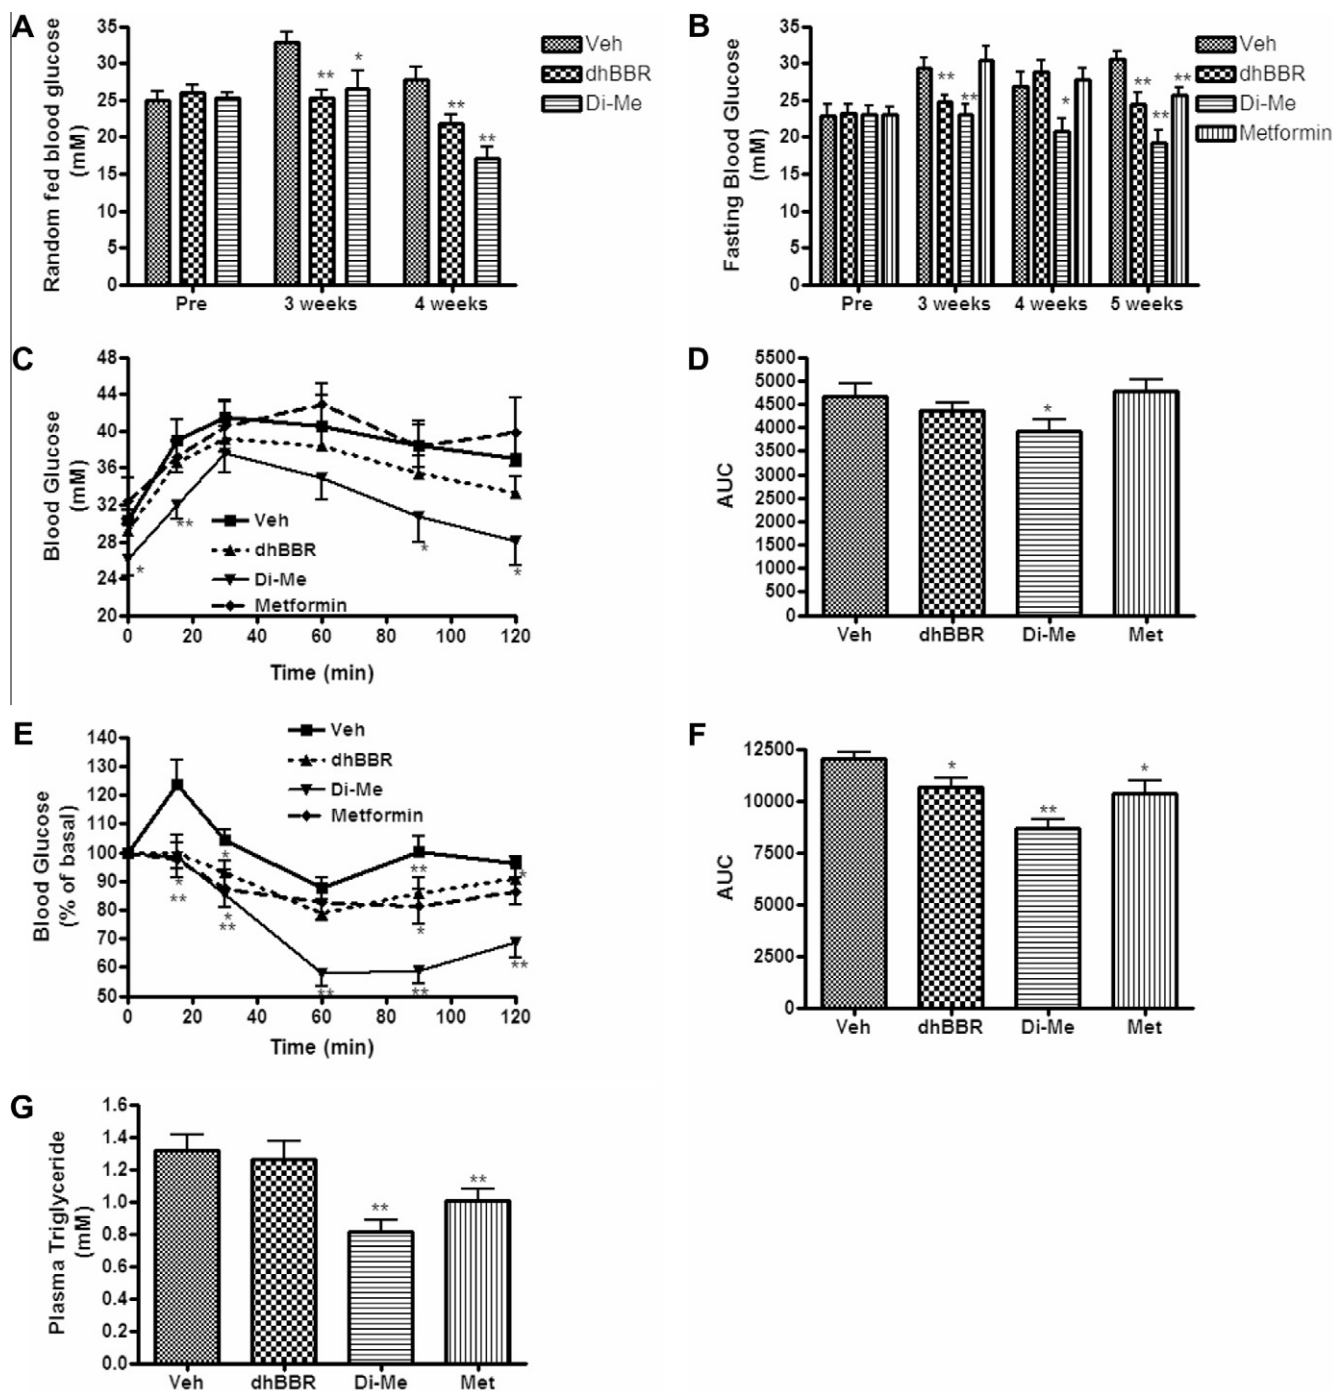 A
Random fed blood glucose
(mM)
35
30
25
20
15
10
5
0
Pre
3 weeks
4 weeks
**
*
**
**
Veh
dhBBR
Di-Me
B
Fasting Blood Glucose
(mM)
35
30
25
20
15
10
5
0
Pre
3 weeks
4 weeks
5 weeks
**
**
*
**
**
**
Veh
dhBBR
Di-Me
Metformin
C
Blood Glucose
(mM)
48
44
40
36
32
28
24
20
*
**
*
*
Veh
dhBBR
Di-Me
Metformin
0 20 40 60 80 100 120
Time (min)
D
AUC
5500
5000
4500
4000
3500
3000
2500
2000
1500
1000
500
0
*
Veh dhBBR Di-Me Met
E
Blood Glucose
(% of basal)
140
130
120
110
100
90
80
70
60
50
Veh
dhBBR
Di-Me
Metformin
*
**
*
*
**
**
**
*
**
*
**
0 20 40 60 80 100 120
Time (min)
F
AUC
12500
10000
7500
5000
2500
0
*
**
*
Veh dhBBR Di-Me Met
G
Plasma Triglyceride
(mM)
1.6
1.4
1.2
1.0
0.8
0.6
0.4
0.2
0.0
**
**
Veh dhBBR Di-Me Met